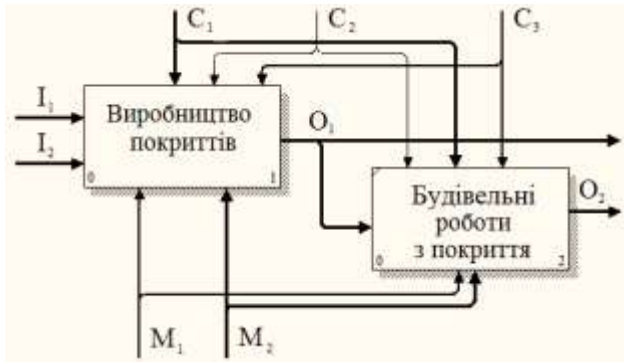 C₁ C₂ C₃
I₁
I₂
Виробництво
покриттів
0 1
O₁
Будівельні
роботи
з покриття
0 2
O₂
M₁ M₂